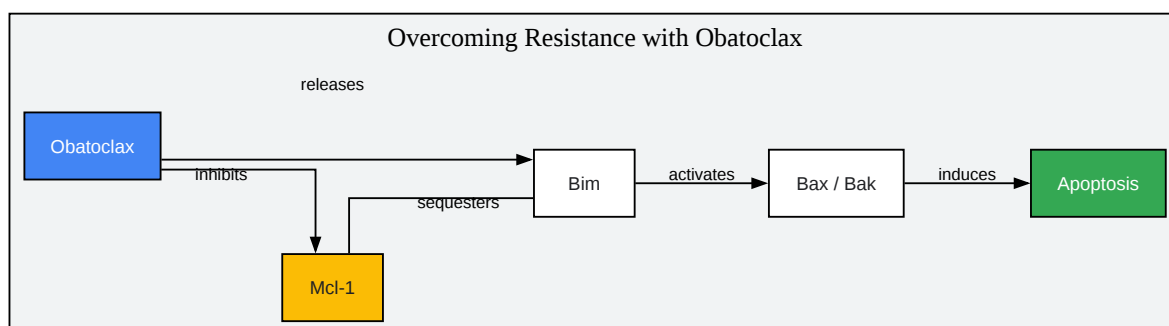 Overcoming Resistance with Obatoclax
releases
Obatoclax
inhibits
Bim
activates
Bax / Bak
induces
Apoptosis
sequesters
Mcl-1